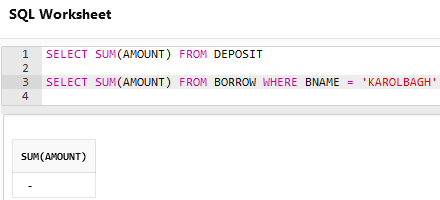 SQL Worksheet
1 SELECT SUM(AMOUNT) FROM DEPOSIT
2
3 SELECT SUM(AMOUNT) FROM BORROW WHERE BNAME = 'KAROLBAGH'
4
SUM(AMOUNT)
-